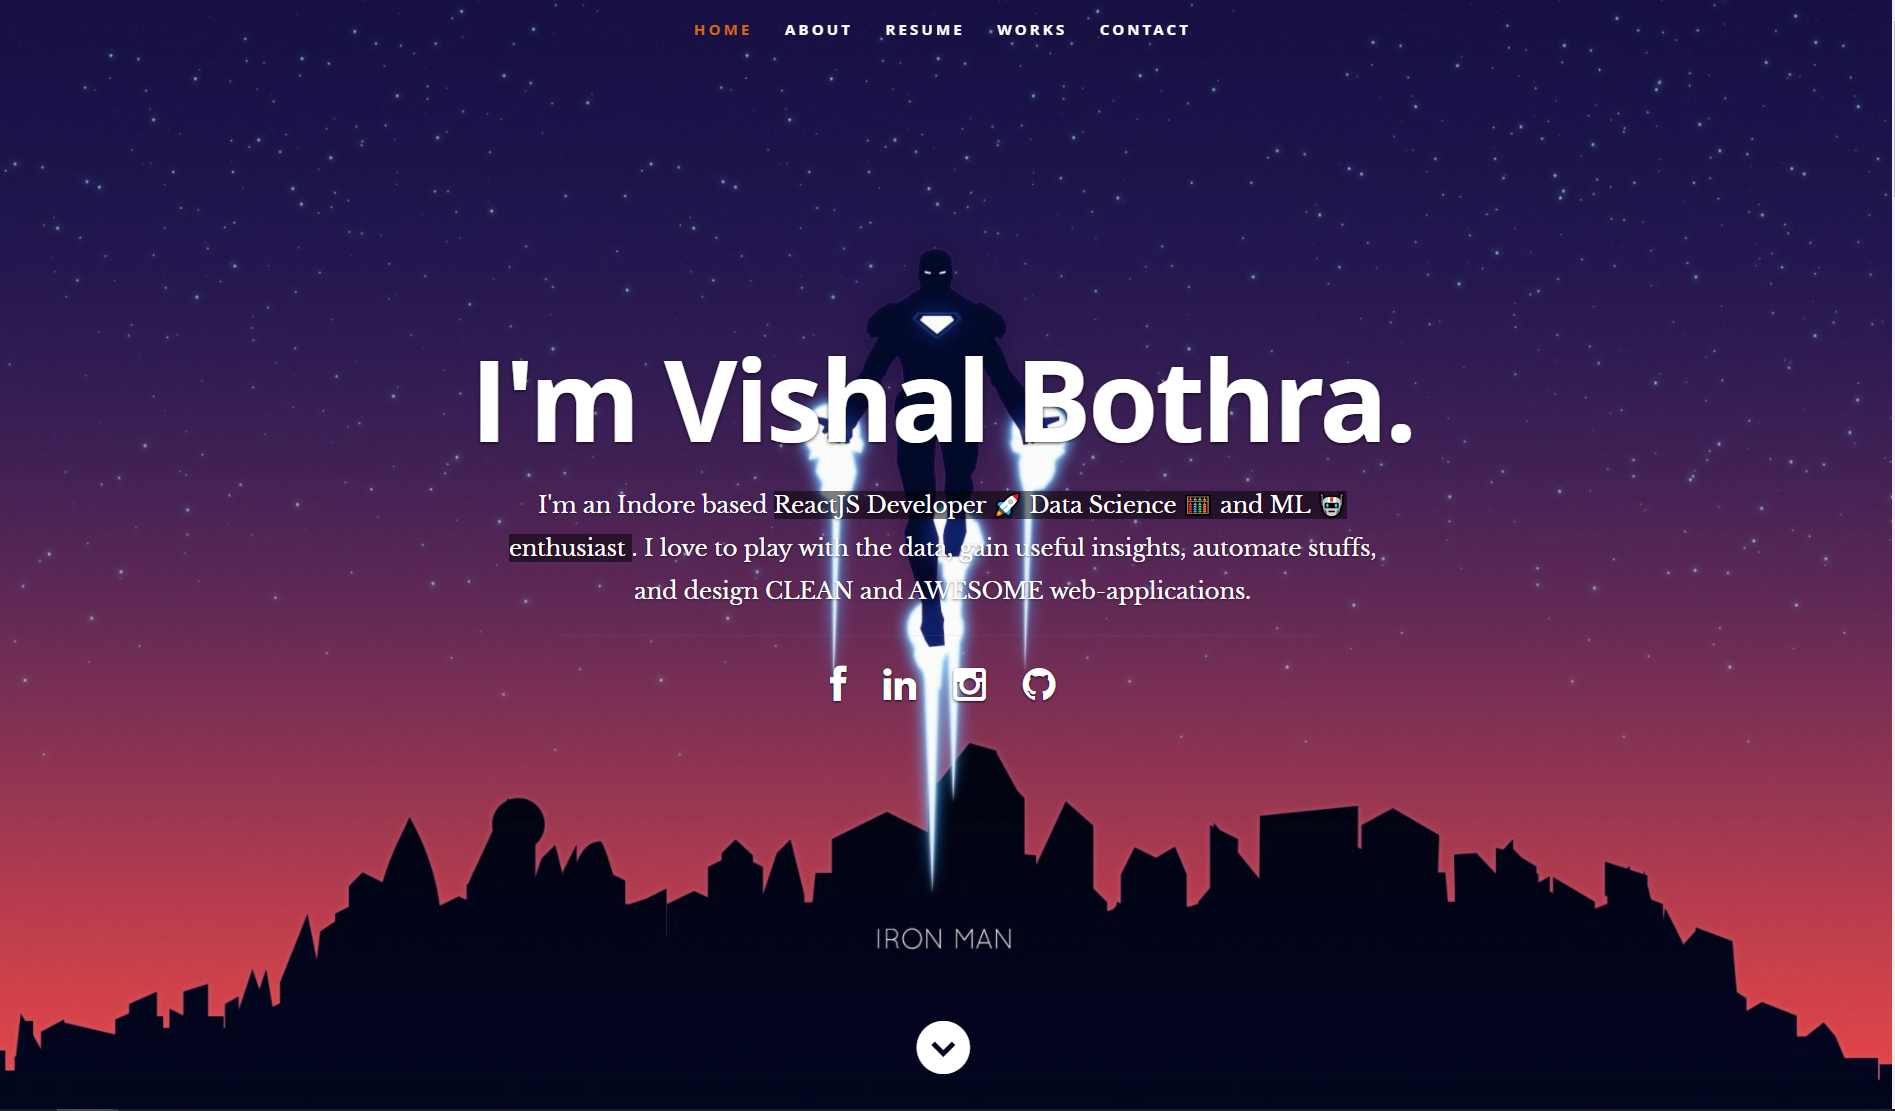 HOME ABOUT RESUME WORKS CONTACT
I'm Vishal Bothra.
I'm an Indore based ReactJS Developer 🚀 Data Science 🧮 and ML 🤖
enthusiast . I love to play with the data, gain useful insights, automate stuffs,
and design CLEAN and AWESOME web-applications.
IRON MAN